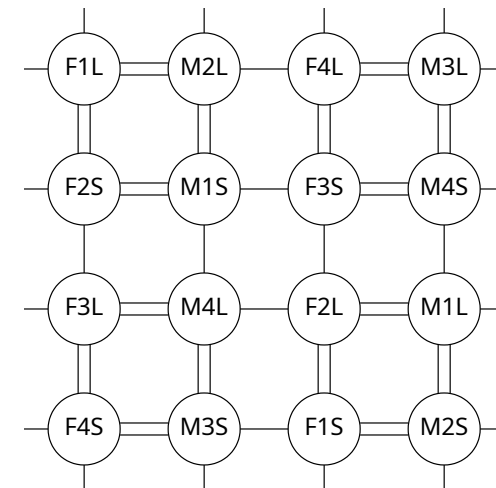 F1L M2L F4L M3L
F2S M1S F3S M4S
F3L M4L F2L M1L
F4S M3S F1S M2S